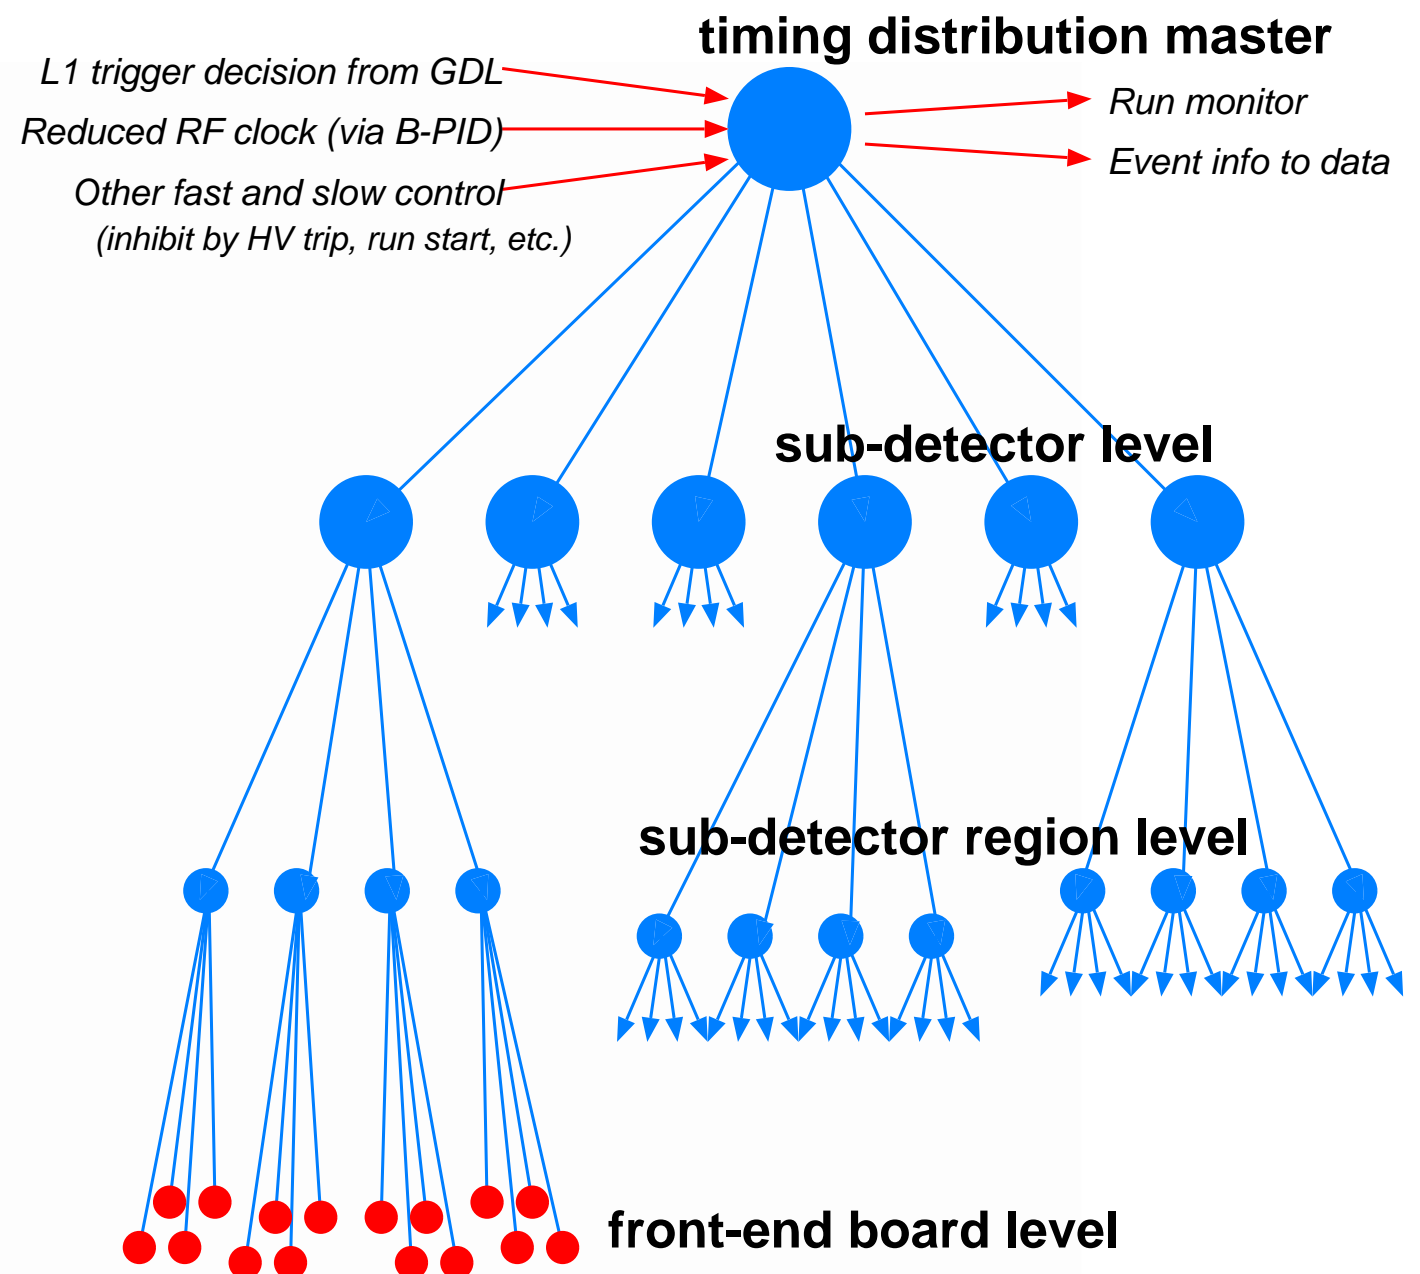 timing distribution master
L1 trigger decision from GDL
Reduced RF clock (via B-PID)
Other fast and slow control
(inhibit by HV trip, run start, etc.)
Run monitor
Event info to data
sub-detector level
sub-detector region level
front-end board level